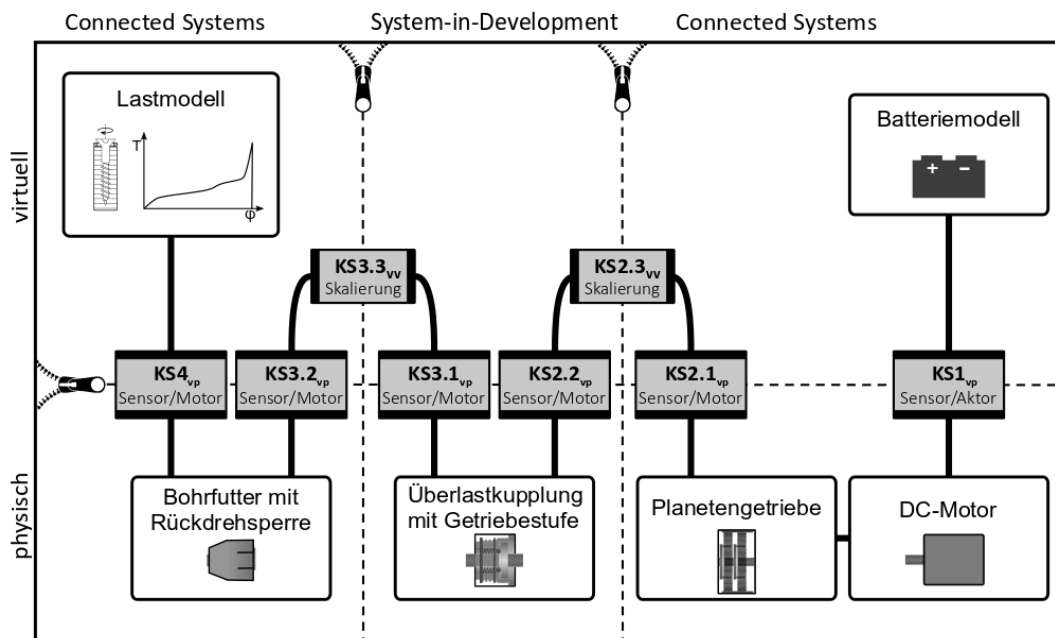 Connected Systems
System-in-Development
Connected Systems
virtuell
Lastmodell
T
φ
Batteriemodell
+ −
KS3.3vv
Skalierung
KS2.3vv
Skalierung
KS4vp
Sensor/Motor
KS3.2vp
Sensor/Motor
KS3.1vp
Sensor/Motor
KS2.2vp
Sensor/Motor
KS2.1vp
Sensor/Motor
KS1vp
Sensor/Aktor
physisch
Bohrfutter mit
Rückdrehsperre
Überlastkupplung
mit Getriebestufe
Planetengetriebe
DC-Motor